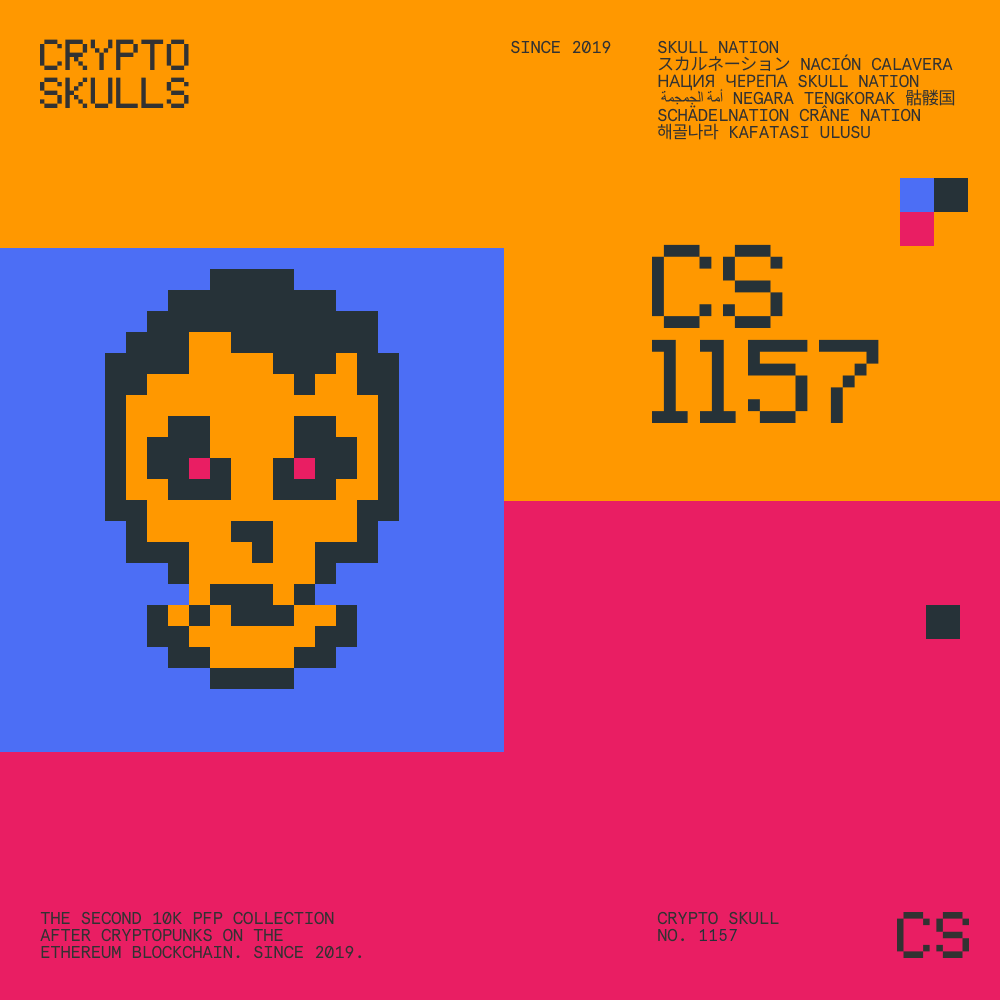 CRYPTO
SKULLS
SINCE 2019
SKULL NATION
スカルネーション NACIÓN CALAVERA
НАЦИЯ ЧЕРЕПА SKULL NATION
أمة الجمجمة NEGARA TENGKORAK 骷髅国
SCHÄDELNATION CRÂNE NATION
해골나라 KAFATASI ULUSU
CS
1157
THE SECOND 10K PFP COLLECTION
AFTER CRYPTOPUNKS ON THE
ETHEREUM BLOCKCHAIN. SINCE 2019.
CRYPTO SKULL
NO. 1157
CS